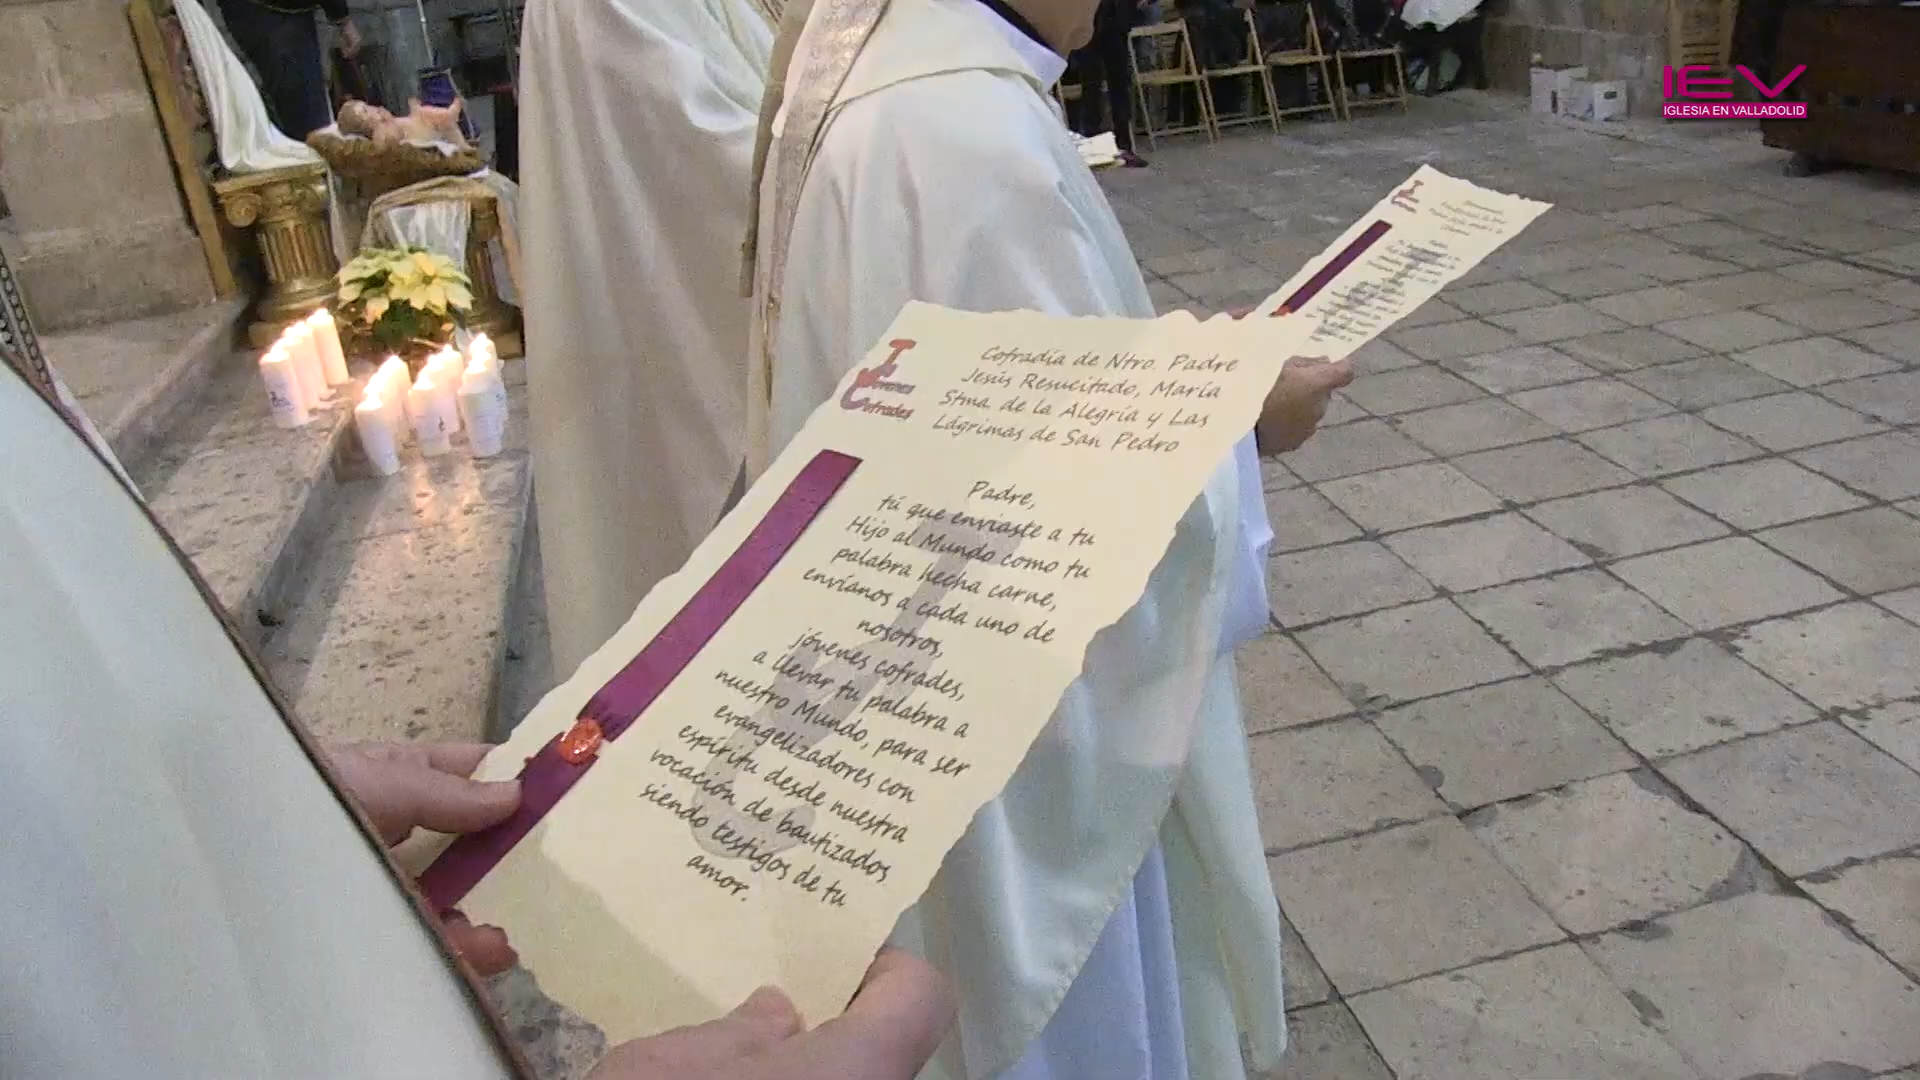 IEV
IGLESIA EN VALLADOLID
Jóvenes
Cofrades
Cofradía de Ntro. Padre
Jesús Resucitado, María
Stma. de la Alegría y Las
Lágrimas de San Pedro
Padre,
tú que enviaste a tu
Hijo al Mundo como tu
palabra hecha carne,
envíanos a cada uno de
nosotros,
jóvenes cofrades,
a llevar tu palabra a
nuestro Mundo, para ser
evangelizadores con
espíritu desde nuestra
vocación de bautizados
siendo testigos de tu
amor.